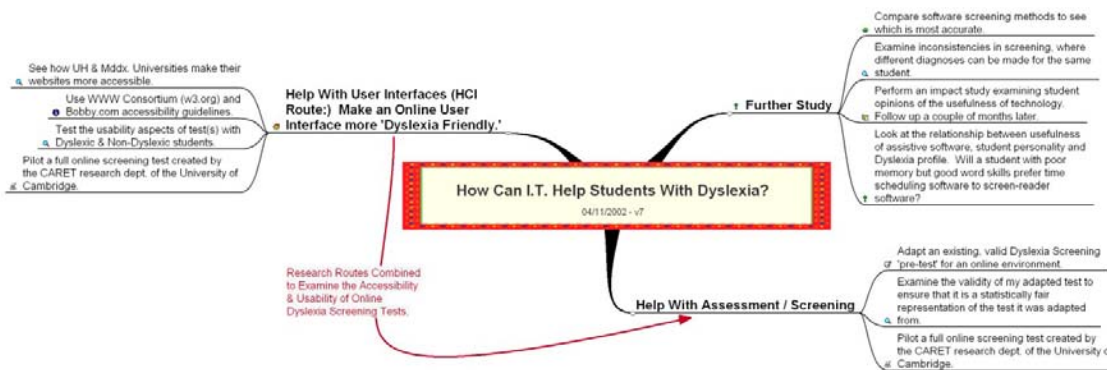 See how UH & Mddx. Universities make their
websites more accessible.
Use WWW Consortium (w3.org) and
Bobby.com accessibility guidelines.
Test the usability aspects of test(s) with
Dyslexic & Non-Dyslexic students.
Pilot a full online screening test created by
the CARET research dept. of the University of
Cambridge.
Help With User Interfaces (HCI
Route;) Make an Online User
Interface more 'Dyslexia Friendly.'
How Can I.T. Help Students With Dyslexia?
04/11/2002 - v7
Research Routes Combined
to Examine the Accessibility
& Usability of Online
Dyslexia Screening Tests.
Further Study
Compare software screening methods to see
which is most accurate.
Examine inconsistencies in screening, where
different diagnoses can be made for the same
student.
Perform an impact study examining student
opinions of the usefulness of technology.
Follow up a couple of months later.
Look at the relationship between usefulness
of assistive software, student personality and
Dyslexia profile. Will a student with poor
memory but good word skills prefer time
scheduling software to screen-reader
software?
Help With Assessment / Screening
Adapt an existing, valid Dyslexia Screening
'pre-test' for an online environment.
Examine the validity of my adapted test to
ensure that it is a statistically fair
representation of the test it was adapted
from.
Pilot a full online screening test created by
the CARET research dept. of the University o
Cambridge.